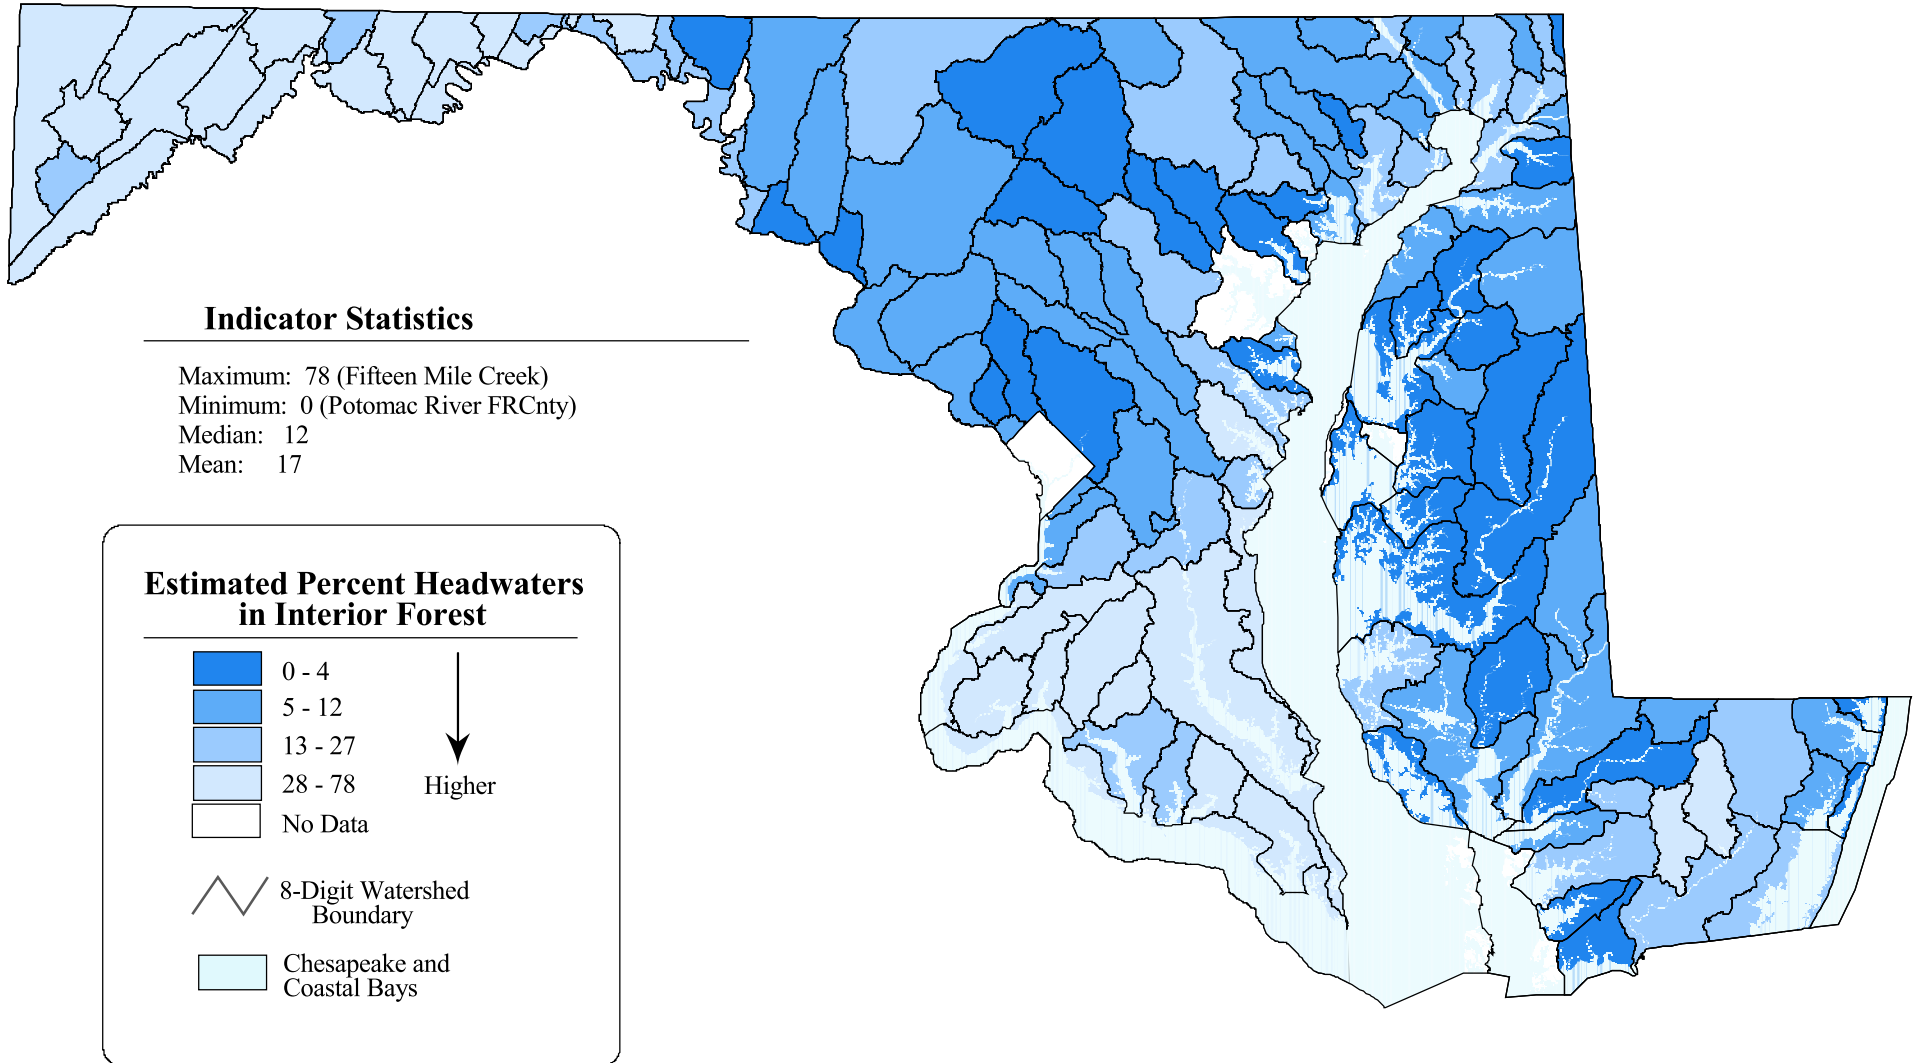 Indicator Statistics
Maximum: 78 (Fifteen Mile Creek)
Minimum: 0 (Potomac River FRCnty)
Median: 12
Mean: 17
Estimated Percent Headwaters
in Interior Forest
0 - 4
5 - 12
13 - 27
28 - 78
Higher
No Data
8-Digit Watershed
Boundary
Chesapeake and
Coastal Bays